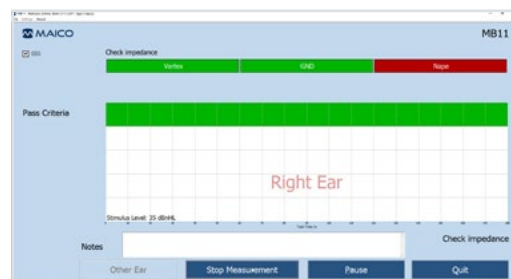 MAICO
MB11
Check impedance
Vertex
GND
Nape
Pass Criteria
Right Ear
Stimulus Level: 35 dBnHL
Notes
Check impedance
Other Ear
Stop Measurement
Pause
Quit